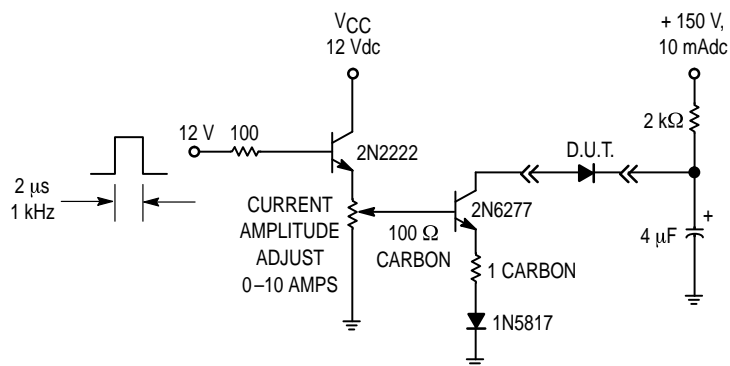 VCC
12 Vdc
+ 150 V,
10 mAdc
12 V
100
2N2222
2 kΩ
D.U.T.
2 μs
1 kHz
CURRENT
AMPLITUDE
ADJUST
0–10 AMPS
100 Ω
CARBON
2N6277
1 CARBON
+
4 μF
1N5817